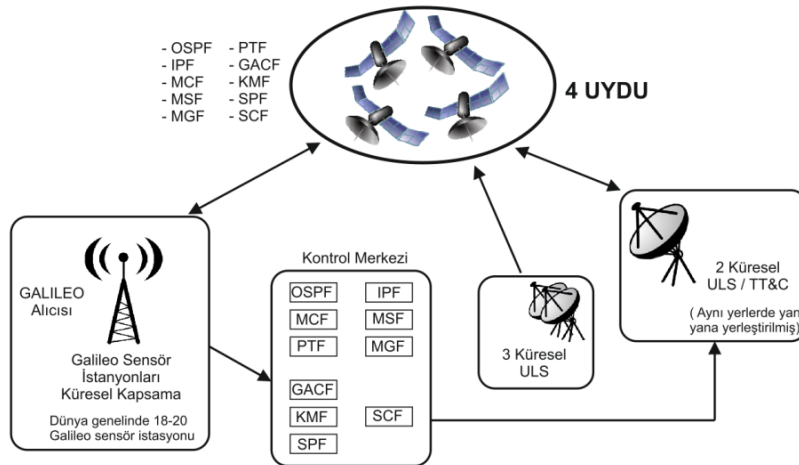 - OSPF - PTF
- IPF - GACF
- MCF - KMF
- MSF - SPF
- MGF - SCF
4 UYDU
GALILEO
Alıcısı
Galileo Sensör
İstanyonları
Küresel Kapsama
Dünya genelinde 18-20
Galileo sensör istasyonu
Kontrol Merkezi
OSPF IPF
MCF MSF
PTF MGF
GACF
KMF SCF
SPF
3 Küresel
ULS
2 Küresel
ULS / TT&C
( Aynı yerlerde yan
yana yerleştirilmiş)